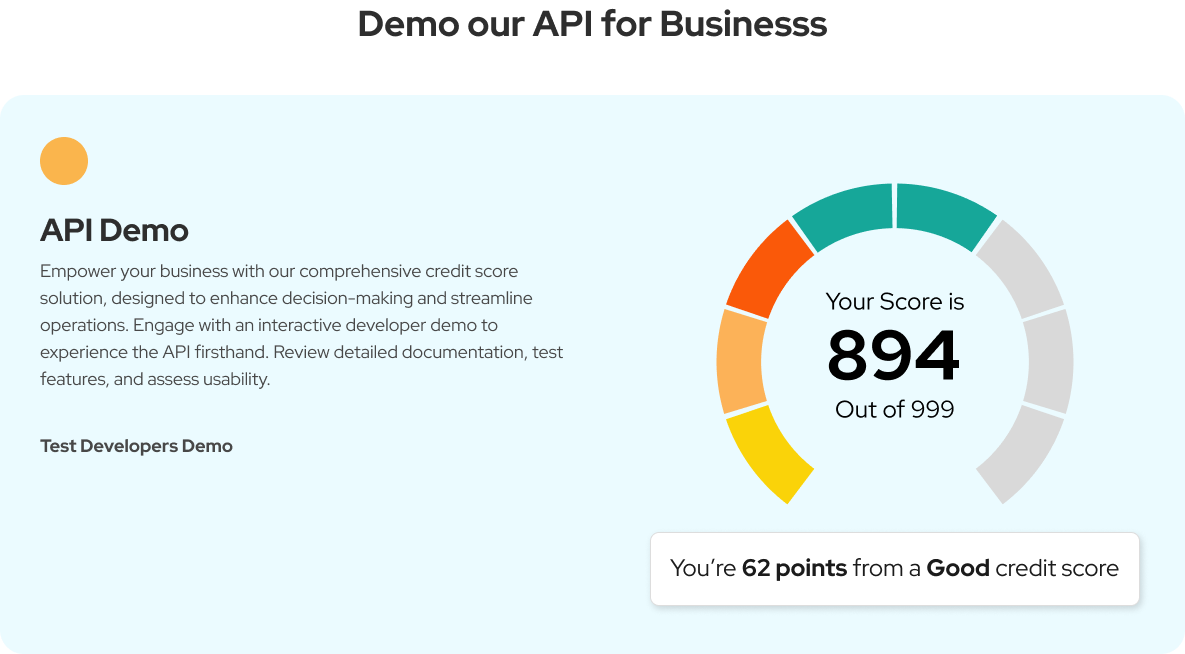 Demo our API for Businesss
API Demo
Empower your business with our comprehensive credit score
solution, designed to enhance decision-making and streamline
operations. Engage with an interactive developer demo to
experience the API firsthand. Review detailed documentation, test
features, and assess usability.
Test Developers Demo
Your Score is
894
Out of 999
You’re 62 points from a Good credit score